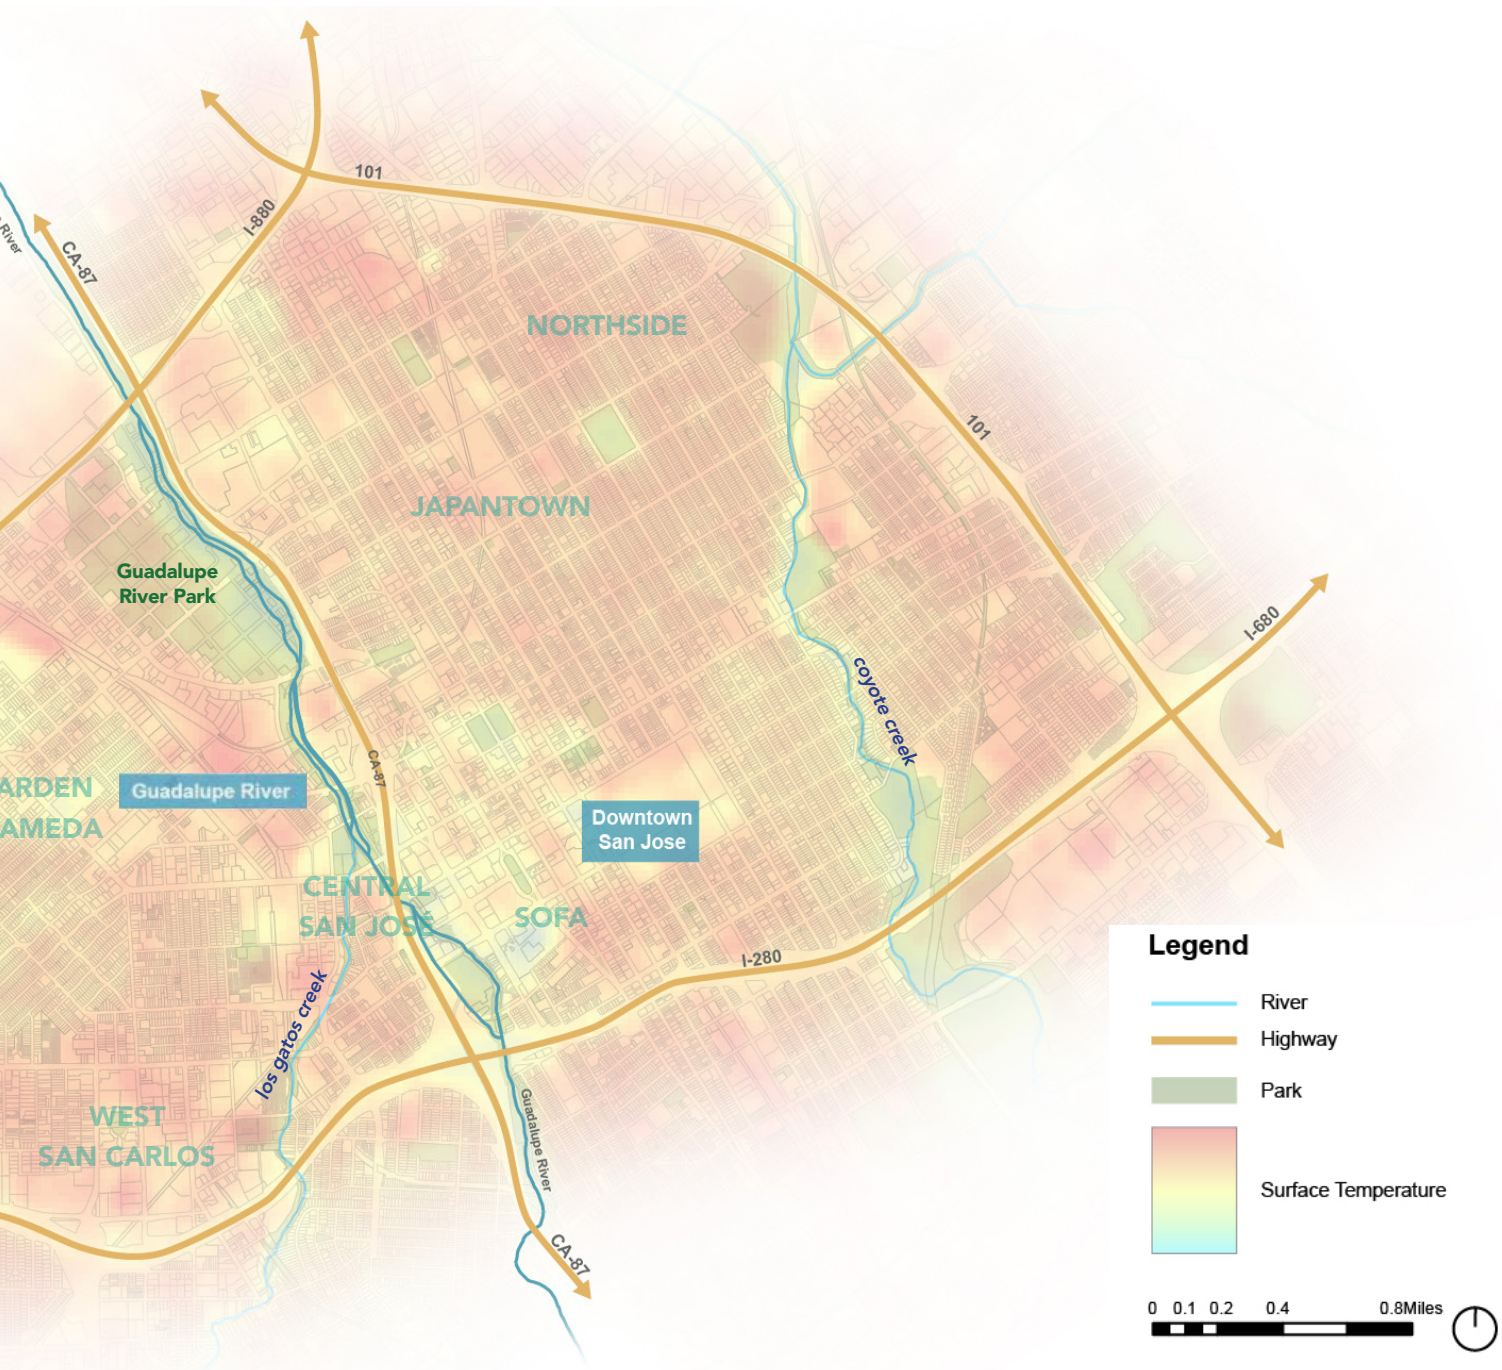 101
I-880
River
CA-87
NORTHSIDE
101
JAPANTOWN
Guadalupe
River Park
I-680
coyote creek
CA-87
ARDEN
AMEDA
Guadalupe River
Downtown
San Jose
CENTRAL
SAN JOSÉ
SOFA
I-280
los gatos creek
WEST
SAN CARLOS
Guadalupe River
CA-87
Legend
River
Highway
Park
Surface Temperature
0 0.1 0.2 0.4 0.8Miles